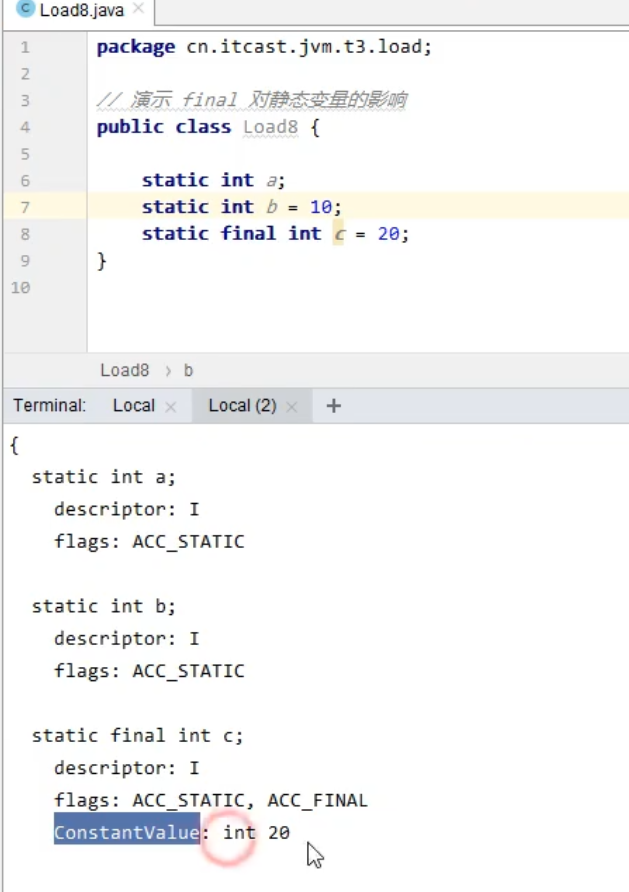 Load8.java
1 package cn.itcast.jvm.t3.load;
2
3 // 演示 final 对静态变量的影响
4 public class Load8 {
5
6 static int a;
7 static int b = 10;
8 static final int c = 20;
9 }
10
Load8 › b
Terminal: Local × Local (2) × +
{
static int a;
descriptor: I
flags: ACC_STATIC
static int b;
descriptor: I
flags: ACC_STATIC
static final int c;
descriptor: I
flags: ACC_STATIC, ACC_FINAL
ConstantValue: int 20